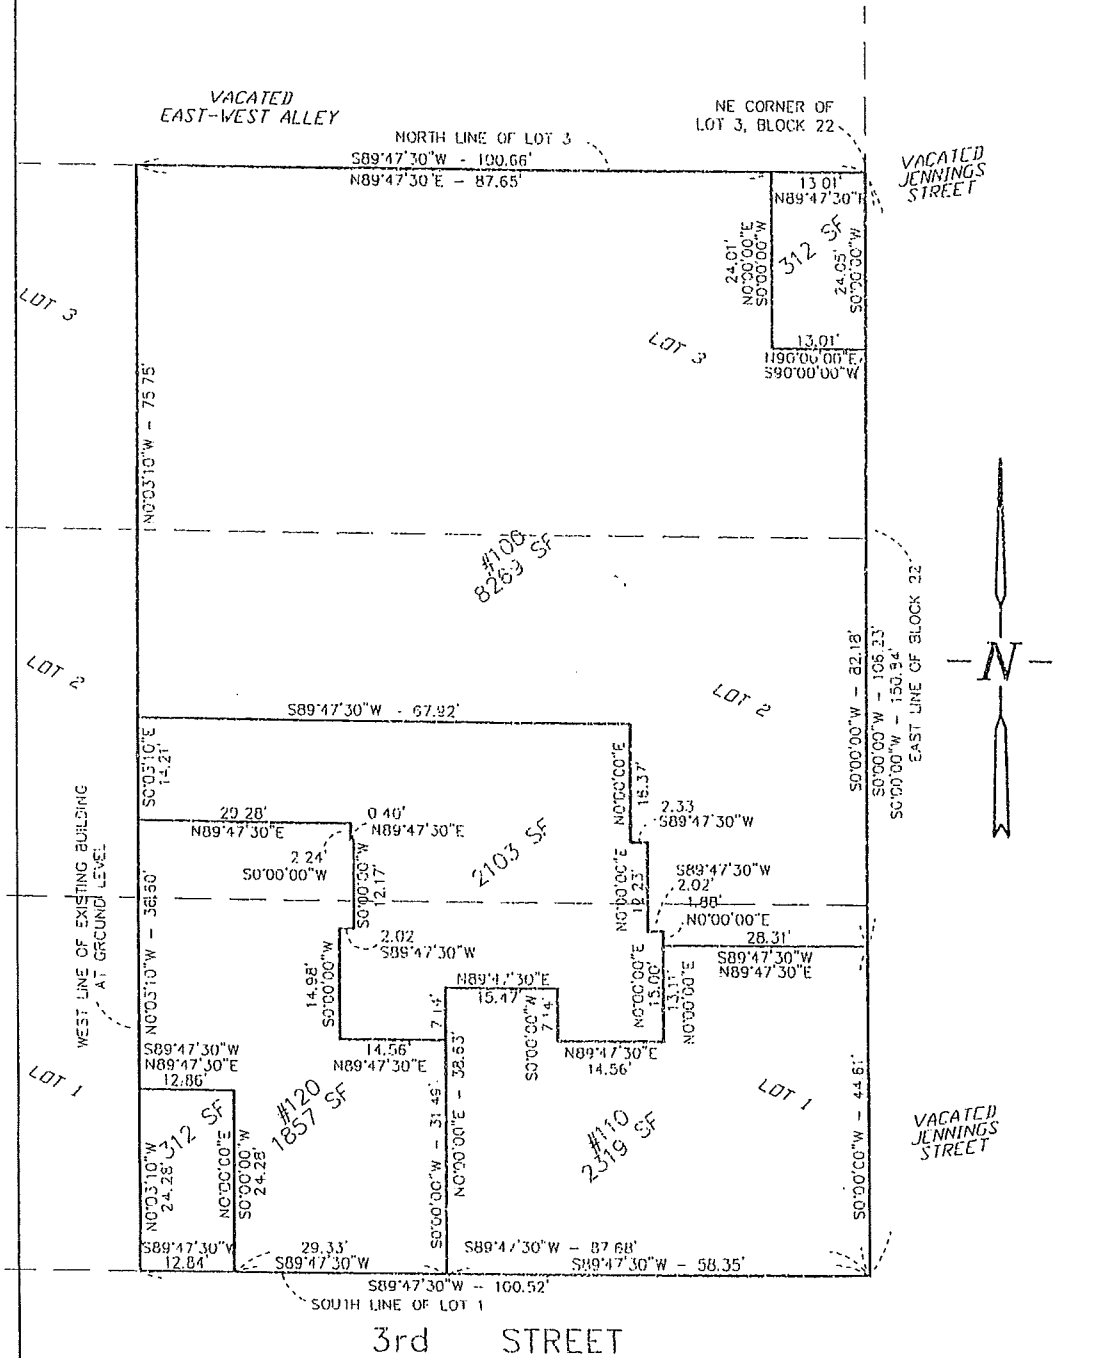 VACATED
EAST-WEST ALLEY
NE CORNER OF
LOT 3, BLOCK 22
NORTH LINE OF LOT 3
S89°47'30"W - 100.66'
N89°47'30"E - 87.65'
VACATED
JENNINGS
STREET
13.01'
N89°47'30"E
24.01'
N0°00'00"E
S0°00'00"W
312 SF
24.05'
S0°00'00"W
13.01'
N90°00'00"E
S90°00'00"W
LOT 3
LOT 3
N0°03'10"W - 75.75'
#100
8269 SF
EAST LINE OF BLOCK 22
S0°00'00"W - 82.18'
S0°00'00"W - 106.23'
S0°00'00"W - 150.84'
N
LOT 2
LOT 2
S89°47'30"W - 67.92'
S0°03'10"E
14.21'
N0°00'00"E
16.37'
29.28'
N89°47'30"E
0.40'
N89°47'30"E
2.24'
S0°00'00"W
S0°00'00"W
12.17'
2103 SF
2.33
S89°47'30"W
N0°00'00"E
12.23'
S89°47'30"W
2.02'
1.88'
N0°00'00"E
WEST LINE OF EXISTING BUILDING
AT GROUND LEVEL
N0°03'10"W - 38.50'
2.02
S89°47'30"W
28.31'
S89°47'30"W
N89°47'30"E
14.98'
S0°00'00"W
N89°47'30"E
15.47'
7.14'
S0°00'00"W
7.14'
N0°00'00"E
15.00'
13.11'
N0°00'00"E
14.56'
N89°47'30"E
N89°47'30"E
14.56'
S89°47'30"W
N89°47'30"E
12.86'
LOT 1
LOT 1
312 SF
#120
1857 SF
#110
2319 SF
N0°03'10"W
24.28'
N0°00'00"E
S0°00'00"W
24.28'
S0°00'00"W - 31.49'
N0°00'00"E - 38.63'
S0°00'00"W - 44.61'
VACATED
JENNINGS
STREET
S89°47'30"W
12.84'
29.33'
S89°47'30"W
S89°47'30"W - 87.68'
S89°47'30"W - 58.35'
S89°47'30"W - 100.52'
SOUTH LINE OF LOT 1
3rd STREET